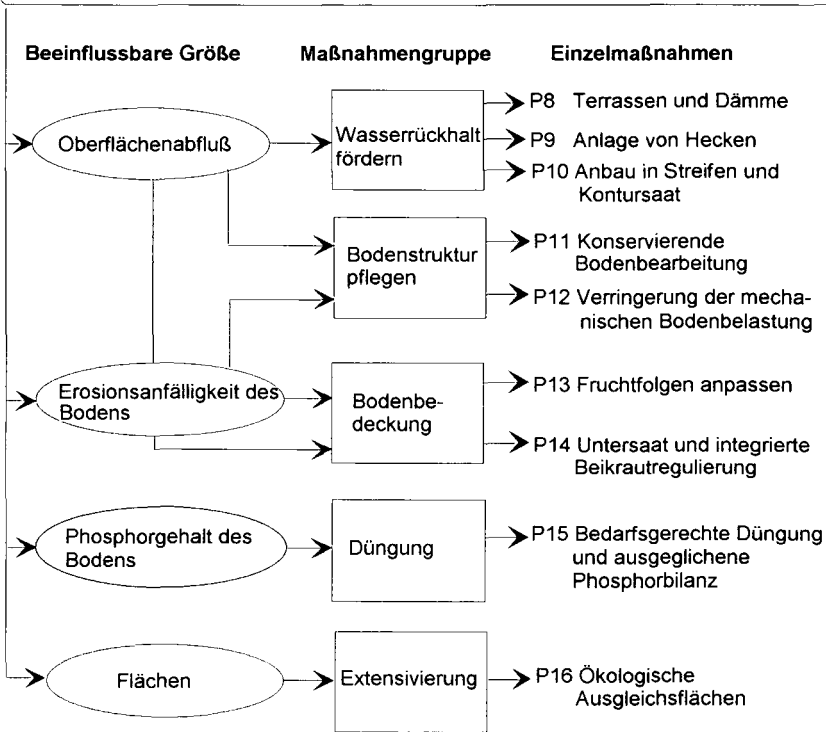 Beeinflussbare Größe Maßnahmengruppe Einzelmaßnahmen
Oberflächenabfluß
Wasserrückhalt
fördern
P8 Terrassen und Dämme
P9 Anlage von Hecken
P10 Anbau in Streifen und
Kontursaat
Bodenstruktur
pflegen
P11 Konservierende
Bodenbearbeitung
P12 Verringerung der mecha-
nischen Bodenbelastung
Erosionsanfälligkeit des
Bodens
Bodenbe-
deckung
P13 Fruchtfolgen anpassen
P14 Untersaat und integrierte
Beikrautregulierung
Phosphorgehalt des
Bodens
Düngung
P15 Bedarfsgerechte Düngung
und ausgeglichene
Phosphorbilanz
Flächen
Extensivierung
P16 Ökologische
Ausgleichsflächen